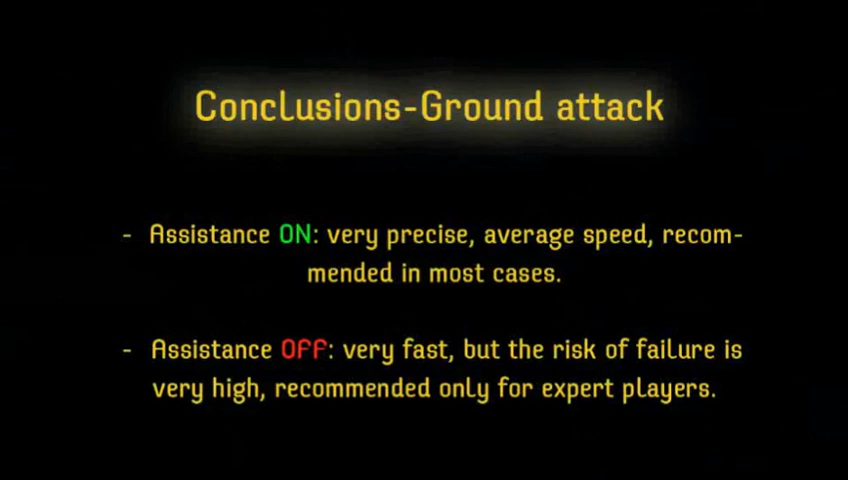 Conclusions-Ground attack
- Assistance ON: very precise, average speed, recom-
mended in most cases.
- Assistance OFF: very fast, but the risk of failure is
very high, recommended only for expert players.